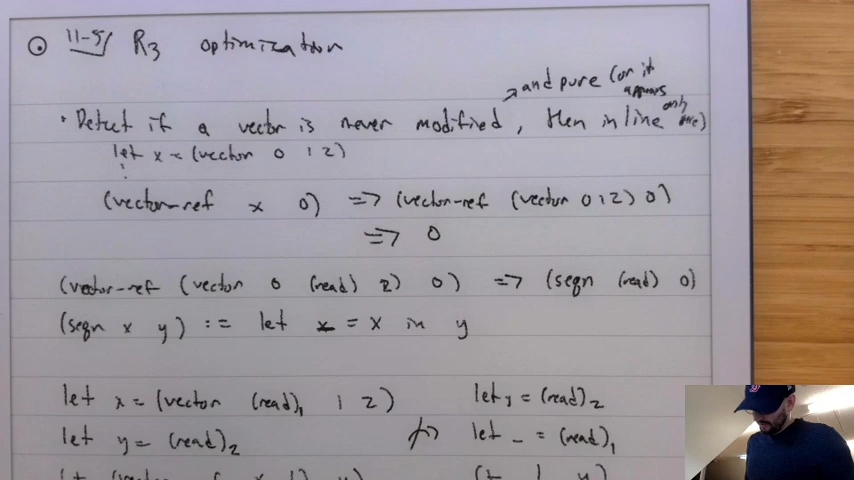 11-5/ R3 optimization
and pure (or it appears only once)
• Detect if a vector is never modified, then inline
let x = (vector 0 1 2)
⋮
(vector-ref x 0) => (vector-ref (vector 0 1 2) 0)
=> 0
(vector-ref (vector 0 (read) 2) 0) => (seqn (read) 0)
(seqn x y) := let _ = x in y
let x = (vector (read)1 1 2) let y = (read)2
let y = (read)2 let _ = (read)1